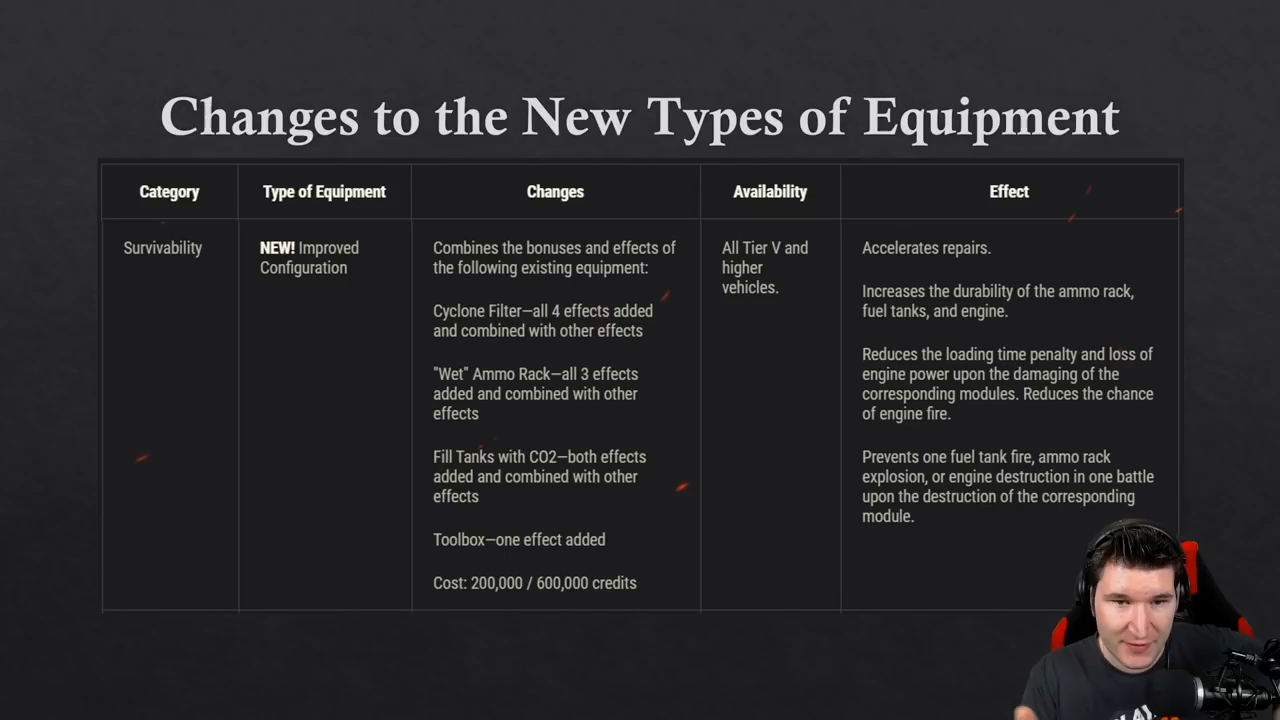 Changes to the New Types of Equipment
Category
Type of Equipment
Changes
Availability
Effect
Survivability
NEW! Improved
Configuration
Combines the bonuses and effects of
the following existing equipment:
Cyclone Filter—all 4 effects added
and combined with other effects
"Wet" Ammo Rack—all 3 effects
added and combined with other
effects
Fill Tanks with CO2—both effects
added and combined with other
effects
Toolbox—one effect added
Cost: 200,000 / 600,000 credits
All Tier V and
higher
vehicles.
Accelerates repairs.
Increases the durability of the ammo rack,
fuel tanks, and engine.
Reduces the loading time penalty and loss of
engine power upon the damaging of the
corresponding modules. Reduces the chance
of engine fire.
Prevents one fuel tank fire, ammo rack
explosion, or engine destruction in one battle
upon the destruction of the corresponding
module.